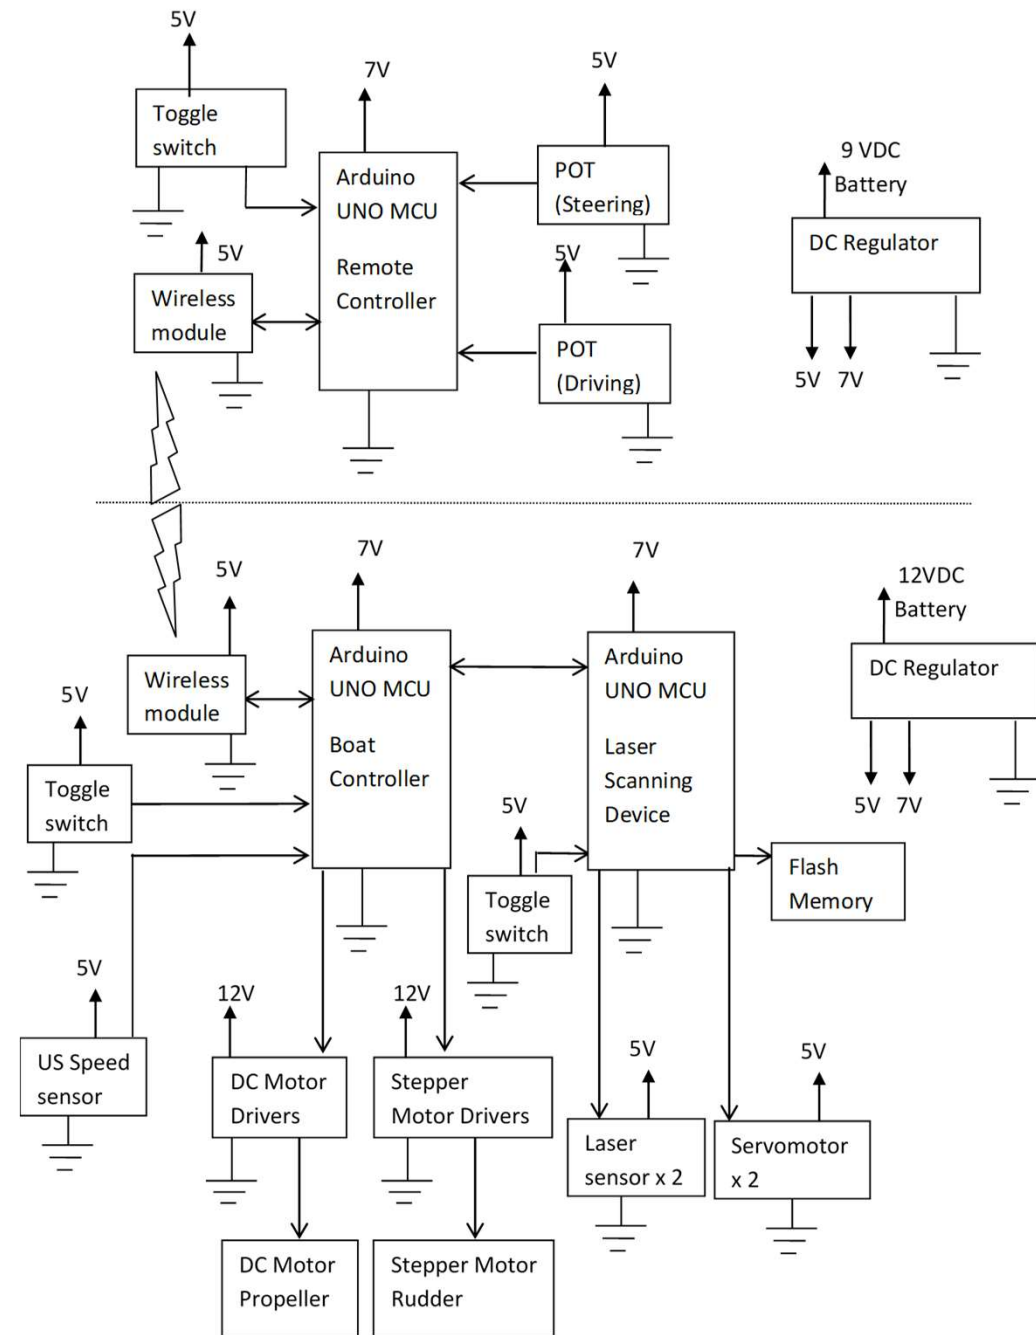 5V
Toggle
switch
7V
Arduino
UNO MCU
Remote
Controller
5V
POT
(Steering)
9 VDC
Battery
DC Regulator
5V
7V
5V
Wireless
module
5V
POT
(Driving)
7V
7V
5V
12VDC
Battery
Wireless
module
Arduino
UNO MCU
Boat
Controller
Arduino
UNO MCU
Laser
Scanning
Device
DC Regulator
5V
7V
5V
Toggle
switch
5V
Toggle
switch
Flash
Memory
5V
US Speed
sensor
12V
DC Motor
Drivers
12V
Stepper
Motor Drivers
5V
Laser
sensor x 2
5V
Servomotor
x 2
DC Motor
Propeller
Stepper Motor
Rudder